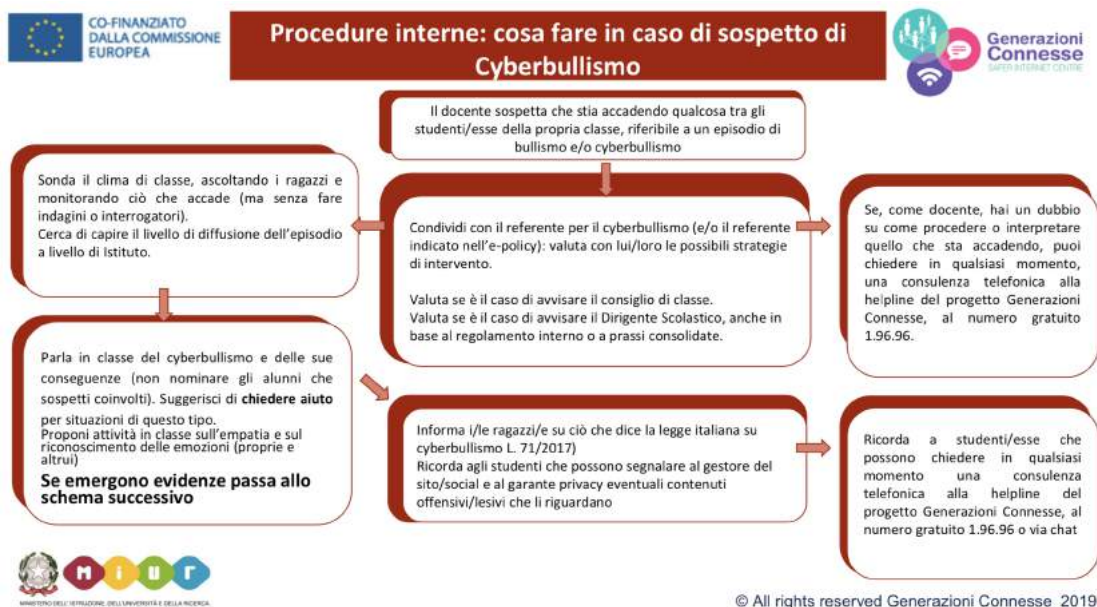 CO-FINANZIATO
DALLA COMMISSIONE
EUROPEA
Procedure interne: cosa fare in caso di sospetto di
Cyberbullismo
Generazioni
Connesse
SAFER INTERNET CENTRE
Il docente sospetta che stia accadendo qualcosa tra gli
studenti/esse della propria classe, riferibile a un episodio di
bullismo e/o cyberbullismo
Sonda il clima di classe, ascoltando i ragazzi e
monitorando ciò che accade (ma senza fare
indagini o interrogatori).
Cerca di capire il livello di diffusione dell'episodio
a livello di Istituto.
Condividi con il referente per il cyberbullismo (e/o il referente
indicato nell'e-policy): valuta con lui/loro le possibili strategie
di intervento.
Valuta se è il caso di avvisare il consiglio di classe.
Valuta se è il caso di avvisare il Dirigente Scolastico, anche in
base al regolamento interno o a prassi consolidate.
Se, come docente, hai un dubbio
su come procedere o interpretare
quello che sta accadendo, puoi
chiedere in qualsiasi momento,
una consulenza telefonica alla
helpline del progetto Generazioni
Connesse, al numero gratuito
1.96.96.
Parla in classe del cyberbullismo e delle sue
conseguenze (non nominare gli alunni che
sospetti coinvolti). Suggerisci di chiedere aiuto
per situazioni di questo tipo.
Proponi attività in classe sull'empatia e sul
riconoscimento delle emozioni (proprie e
altrui)
Se emergono evidenze passa allo
schema successivo
Informa i/le ragazzi/e su ciò che dice la legge italiana su
cyberbullismo L. 71/2017)
Ricorda agli studenti che possono segnalare al gestore del
sito/social e al garante privacy eventuali contenuti
offensivi/lesivi che li riguardano
Ricorda a studenti/esse che
possono chiedere in qualsiasi
momento una consulenza
telefonica alla helpline del
progetto Generazioni Connesse, al
numero gratuito 1.96.96 o via chat
miur
MINISTERO DELL'ISTRUZIONE, DELL'UNIVERSITÀ E DELLA RICERCA
© All rights reserved Generazioni Connesse 2019